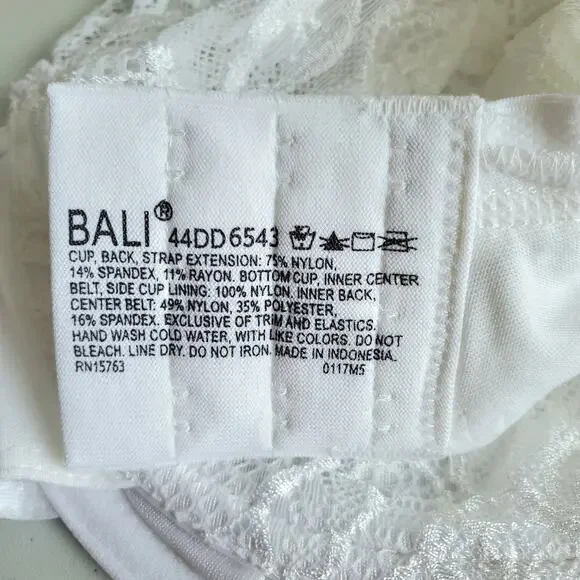 BALI® 44DD6543
CUP, BACK, STRAP EXTENSION: 75% NYLON,
14% SPANDEX, 11% RAYON. BOTTOM CUP, INNER CENTER
BELT, SIDE CUP LINING: 100% NYLON. INNER BACK,
CENTER BELT: 49% NYLON, 35% POLYESTER,
16% SPANDEX. EXCLUSIVE OF TRIM AND ELASTICS.
HAND WASH COLD WATER, WITH LIKE COLORS. DO NOT
BLEACH. LINE DRY. DO NOT IRON. MADE IN INDONESIA.
RN15763 0117M5